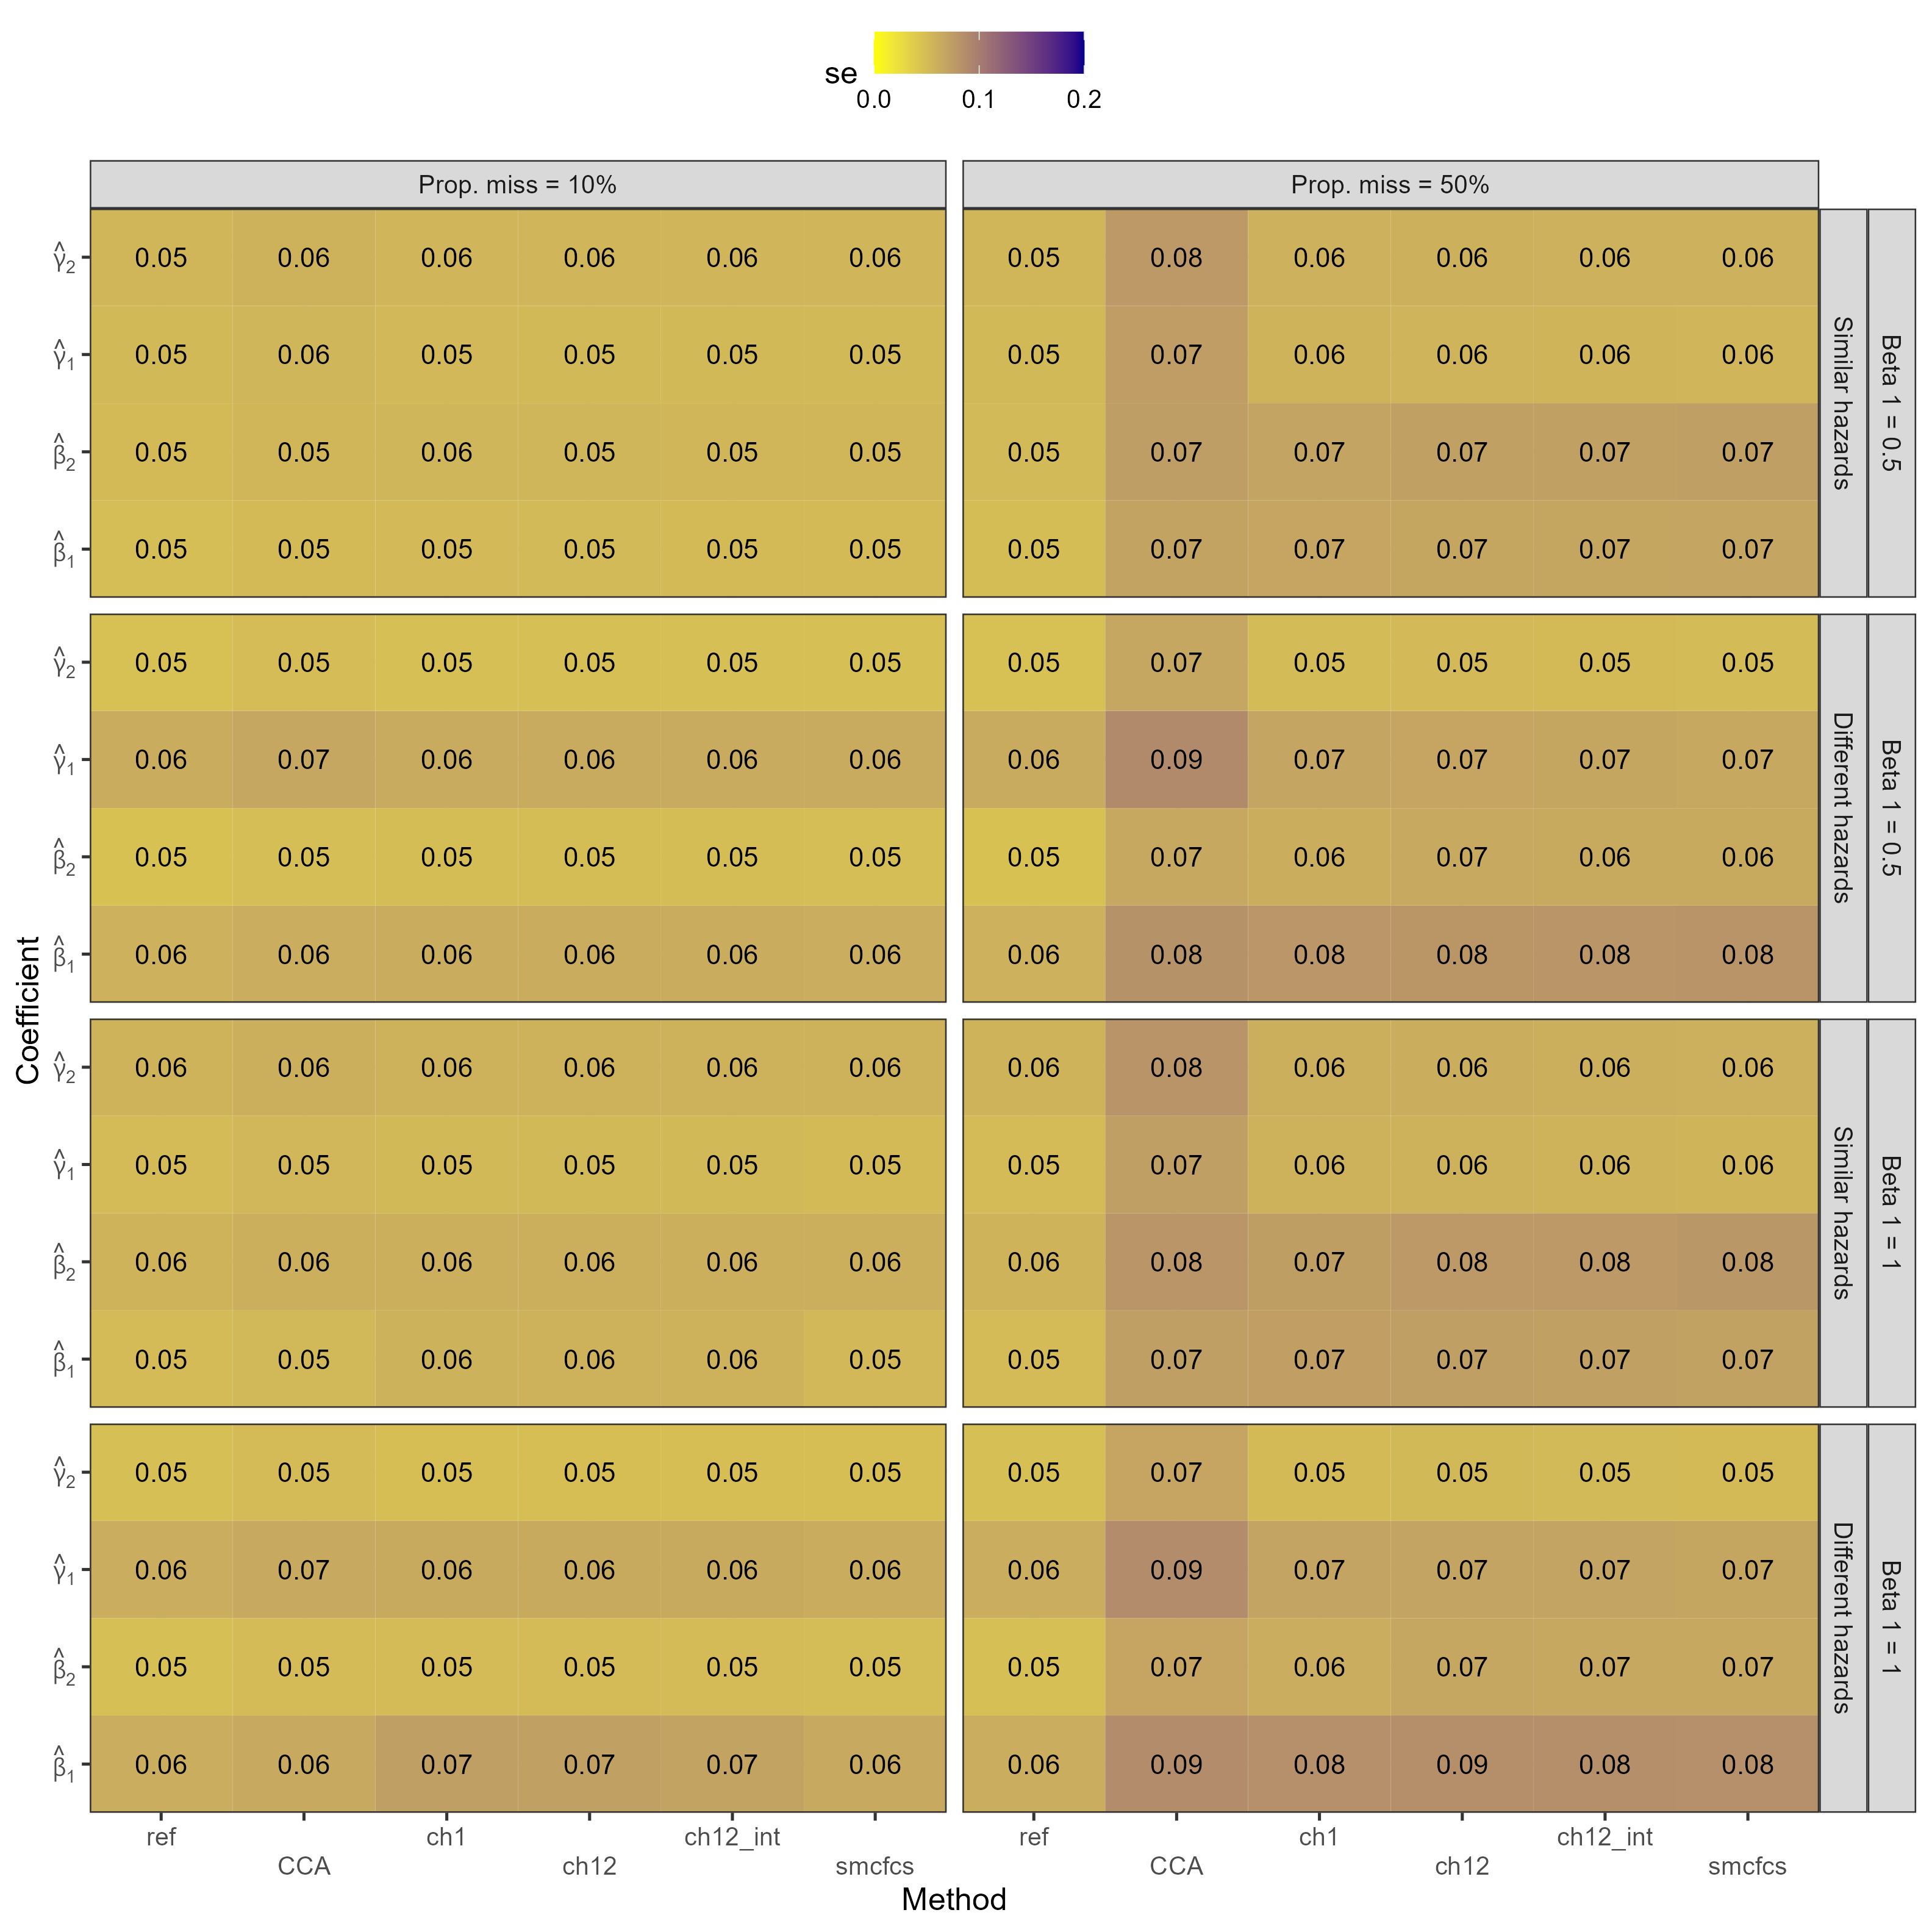 se
0.0 0.1 0.2
Prop. miss = 10% Prop. miss = 50%
γ̂2 0.05 0.06 0.06 0.06 0.06 0.06 0.05 0.08 0.06 0.06 0.06 0.06
γ̂1 0.05 0.06 0.05 0.05 0.05 0.05 0.05 0.07 0.06 0.06 0.06 0.06
β̂2 0.05 0.05 0.06 0.05 0.05 0.05 0.05 0.07 0.07 0.07 0.07 0.07
β̂1 0.05 0.05 0.05 0.05 0.05 0.05 0.05 0.07 0.07 0.07 0.07 0.07
Similar hazards
Beta 1 = 0.5
γ̂2 0.05 0.05 0.05 0.05 0.05 0.05 0.05 0.07 0.05 0.05 0.05 0.05
γ̂1 0.06 0.07 0.06 0.06 0.06 0.06 0.06 0.09 0.07 0.07 0.07 0.07
β̂2 0.05 0.05 0.05 0.05 0.05 0.05 0.05 0.07 0.06 0.07 0.06 0.06
β̂1 0.06 0.06 0.06 0.06 0.06 0.06 0.06 0.08 0.08 0.08 0.08 0.08
Different hazards
Beta 1 = 0.5
Coefficient
γ̂2 0.06 0.06 0.06 0.06 0.06 0.06 0.06 0.08 0.06 0.06 0.06 0.06
γ̂1 0.05 0.05 0.05 0.05 0.05 0.05 0.05 0.07 0.06 0.06 0.06 0.06
β̂2 0.06 0.06 0.06 0.06 0.06 0.06 0.06 0.08 0.07 0.08 0.08 0.08
β̂1 0.05 0.05 0.06 0.06 0.06 0.05 0.05 0.07 0.07 0.07 0.07 0.07
Similar hazards
Beta 1 = 1
γ̂2 0.05 0.05 0.05 0.05 0.05 0.05 0.05 0.07 0.05 0.05 0.05 0.05
γ̂1 0.06 0.07 0.06 0.06 0.06 0.06 0.06 0.09 0.07 0.07 0.07 0.07
β̂2 0.05 0.05 0.05 0.05 0.05 0.05 0.05 0.07 0.06 0.07 0.07 0.07
β̂1 0.06 0.06 0.07 0.07 0.07 0.06 0.06 0.09 0.08 0.09 0.08 0.08
Different hazards
Beta 1 = 1
ref ch1 ch12_int ref ch1 ch12_int
CCA ch12 smcfcs CCA ch12 smcfcs
Method